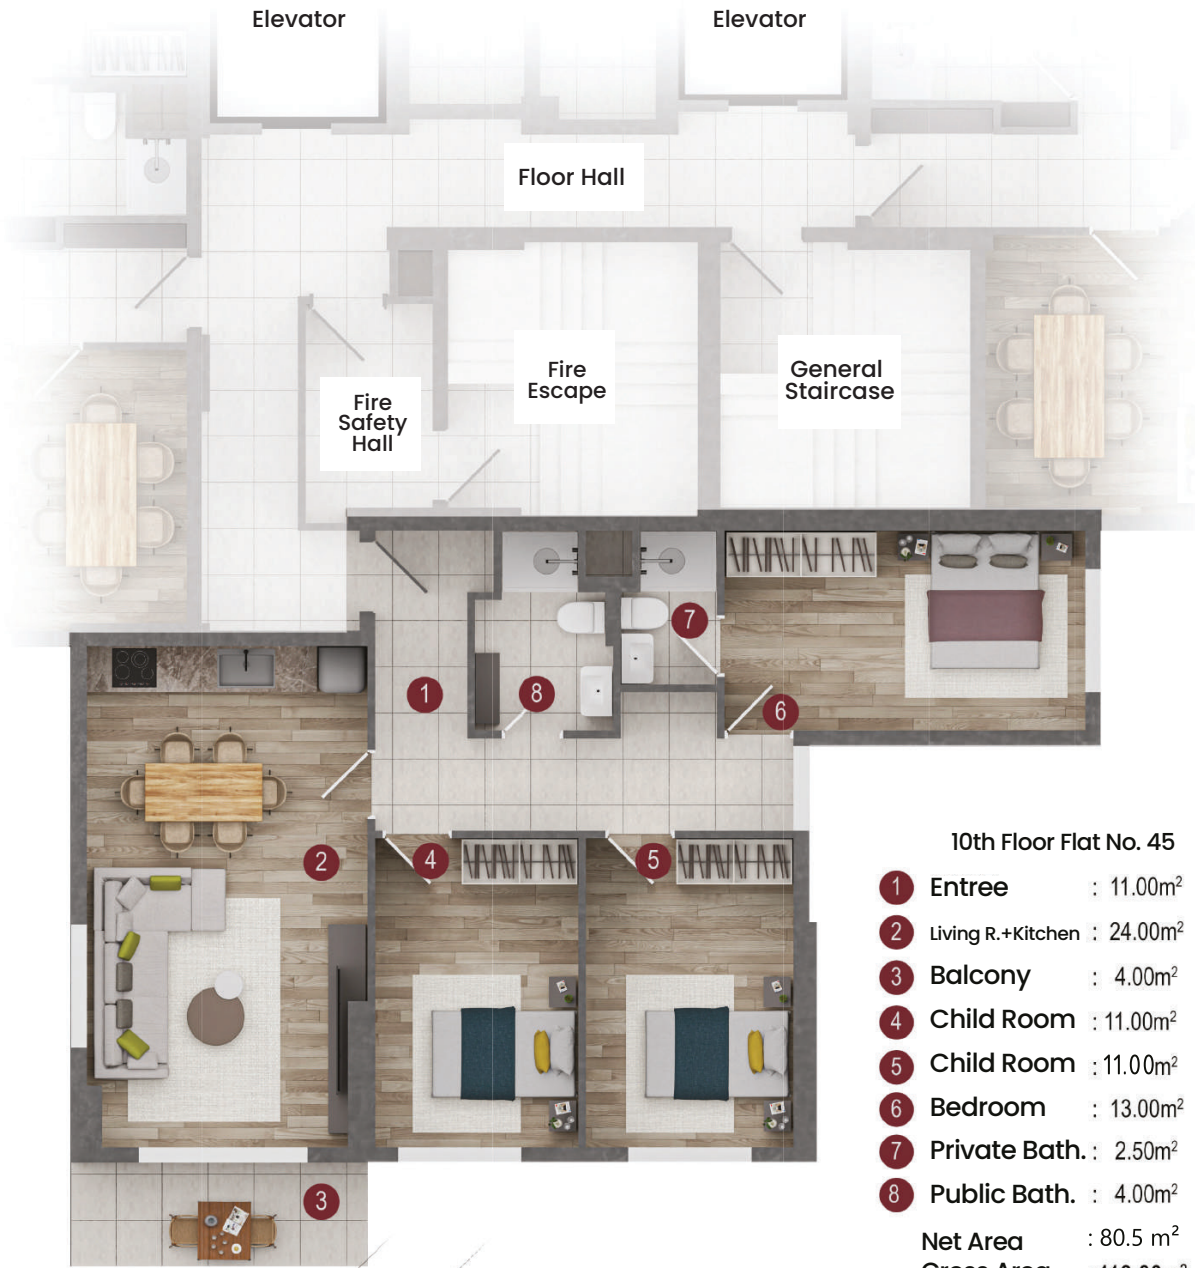 Elevator
Elevator
Floor Hall
Fire
Escape
General
Staircase
Fire
Safety
Hall
1
2
3
4
5
6
7
8
10th Floor Flat No. 45
1 Entree : 11.00m²
2 Living R.+Kitchen : 24.00m²
3 Balcony : 4.00m²
4 Child Room : 11.00m²
5 Child Room : 11.00m²
6 Bedroom : 13.00m²
7 Private Bath. : 2.50m²
8 Public Bath. : 4.00m²
Net Area : 80.5 m²
Gross Area